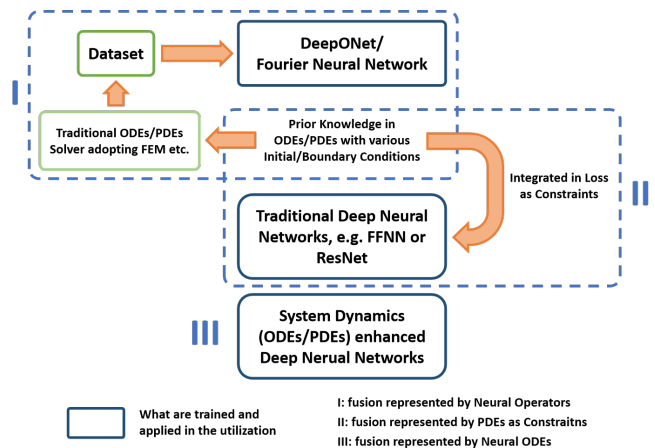 DeepONet/
Fourier Neural Network
Dataset
I
Traditional ODEs/PDEs
Solver adopting FEM etc.
Prior Knowledge in
ODEs/PDEs with various
Initial/Boundary Conditions
Integrated in Loss
as Constraints
II
Traditional Deep Neural
Networks, e.g. FFNN or
ResNet
III
System Dynamics
(ODEs/PDEs) enhanced
Deep Nerual Networks
What are trained and
applied in the utilization
I: fusion represented by Neural Operators
II: fusion represented by PDEs as Constraitns
III: fusion represented by Neural ODEs